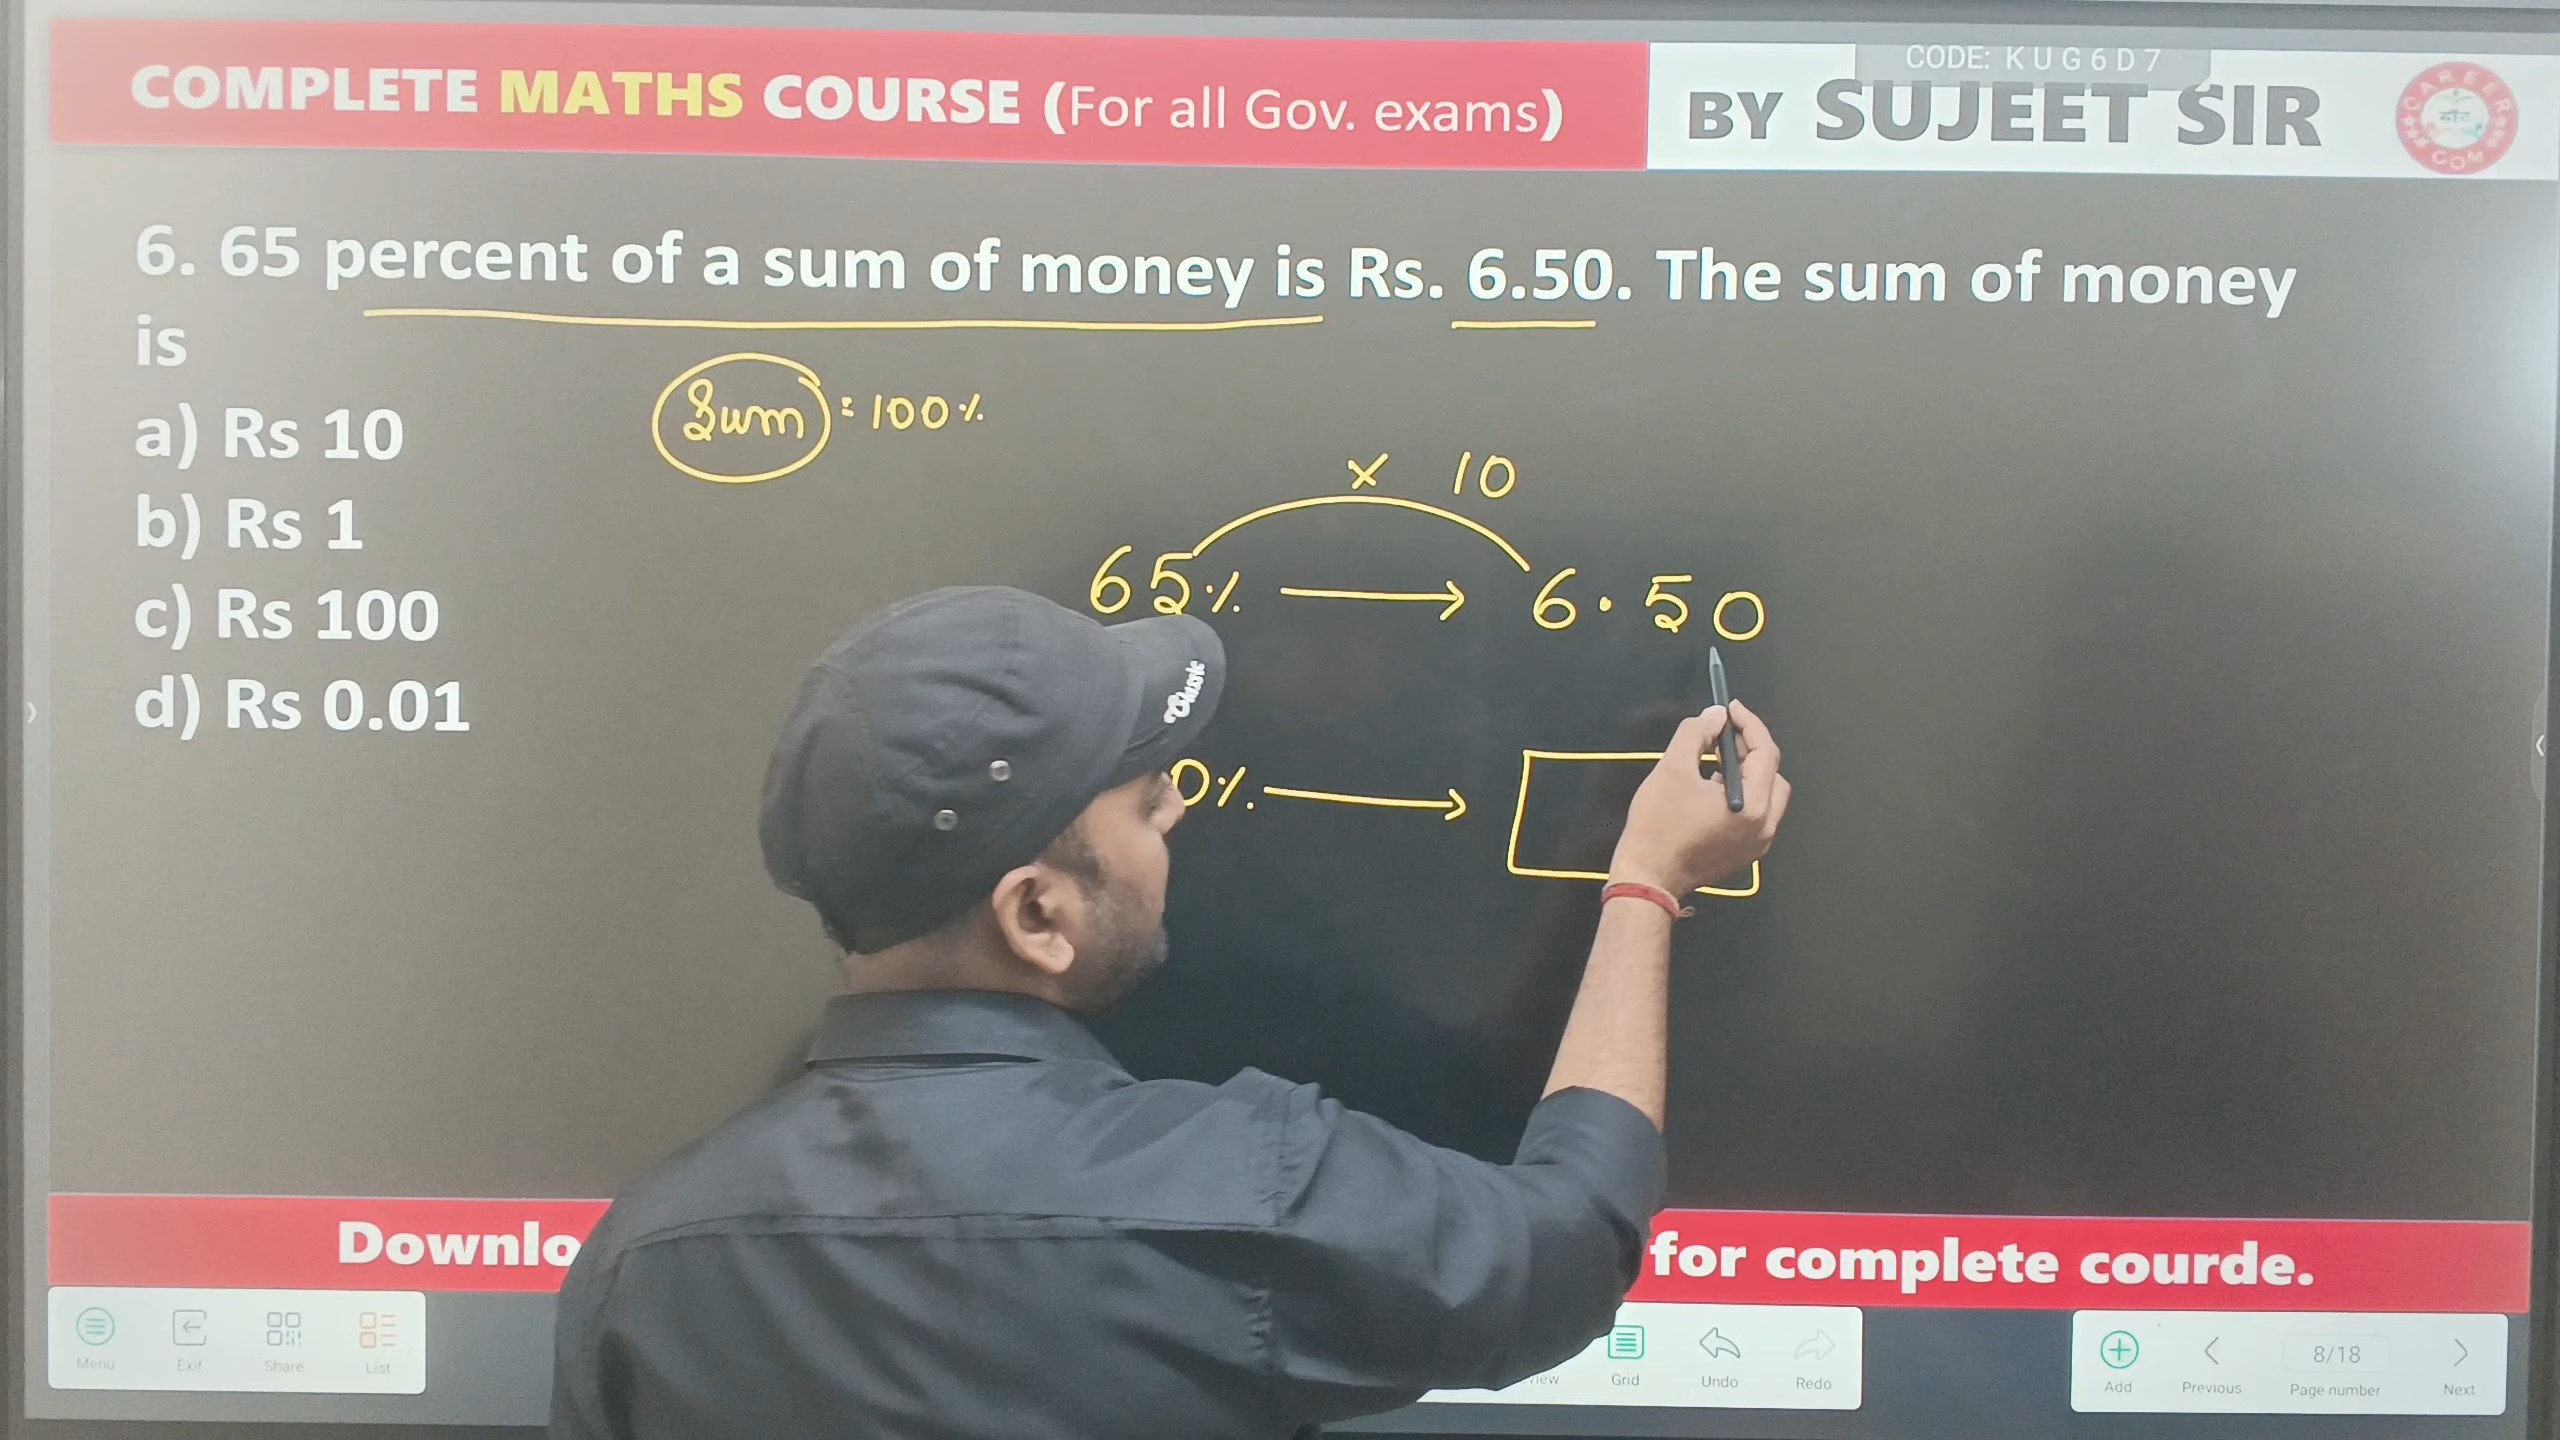 CODE: KUG6D7
COMPLETE MATHS COURSE (For all Gov. exams)
BY SUJEET SIR
CAREER
COM
6. 65 percent of a sum of money is Rs. 6.50. The sum of money
is
a) Rs 10
b) Rs 1
c) Rs 100
d) Rs 0.01
Sum = 100%
× 10
65% → 6.50
0% →
Classic
Downlo
for complete courde.
Menu Exit Share List
Grid Undo Redo
Add Previous 8/18 Page number Next